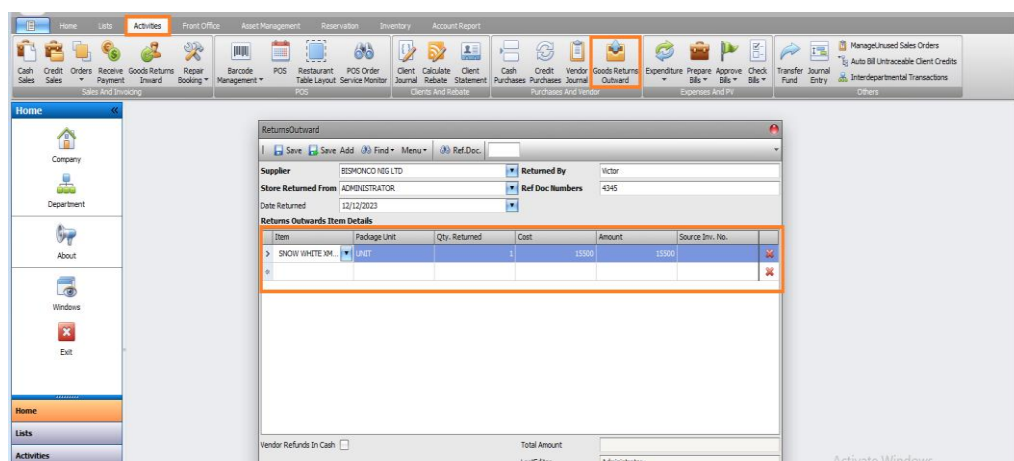 Home Lists Activities Front Office Asset Management Reservation Inventory Account Report
Cash Sales Credit Sales Orders Receive Payment Goods Returns Inward Repair Booking Barcode Management POS Restaurant Table Layout POS Order Service Monitor Client Journal Calculate Rebate Client Statement Cash Purchases Credit Purchases Vendor Journal Goods Returns Outward Expenditure Prepare Bills Approve Bills Check Bills Transfer Fund Journal Entry
Manage,Unused Sales Orders
Auto Bill Untraceable Client Credits
Interdepartmental Transactions
Sales And Invoicing POS Clients And Rebate Purchases And Vendor Expenses And PV Others
Home
Company
Department
About
Windows
Exit
Home
Lists
Activities
ReturnsOutward
Save Save Add Find Menu Ref.Doc.
Supplier BISMONCO NIG LTD Returned By Victor
Store Returned From ADMINISTRATOR Ref Doc Numbers 4345
Date Returned 12/12/2023
Returns Outwards Item Details
Item Package Unit Qty. Returned Cost Amount Source Inv. No.
SNOW WHITE XM... UNIT 1 15500 15500
Vendor Refunds In Cash Total Amount